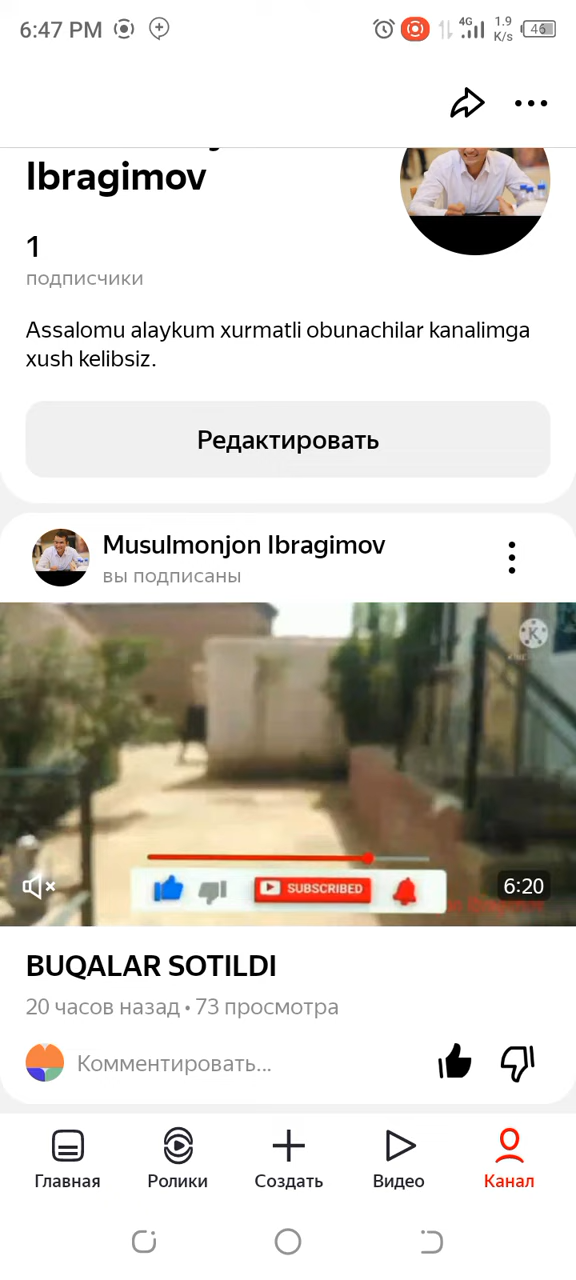 6:47 PM
4G
1.9
K/s
46
Ibragimov
1
подписчики
Assalomu alaykum xurmatli obunachilar kanalimga
xush kelibsiz.
Редактировать
Musulmonjon Ibragimov
вы подписаны
K
SUBSCRIBED
6:20
BUQALAR SOTILDI
20 часов назад • 73 просмотра
Комментировать...
Главная
Ролики
Создать
Видео
Канал